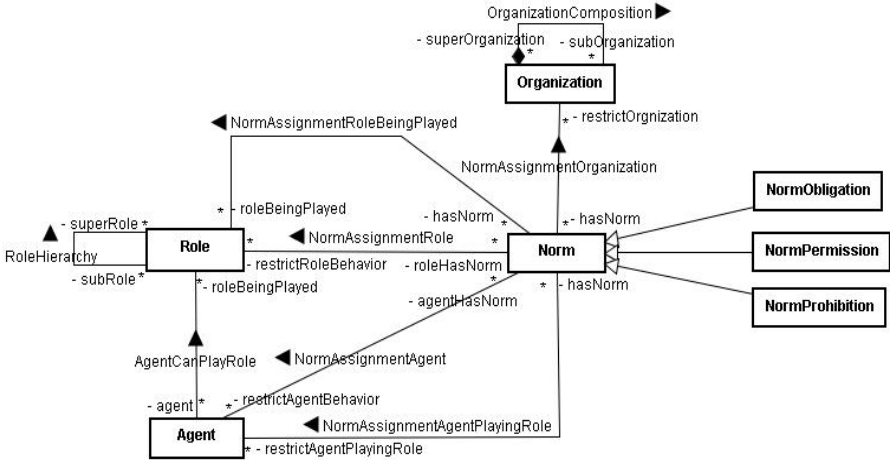 OrganizationComposition
- superOrganization
- subOrganization
*
*
Organization
* - restrictOrgnization
NormAssignmentRoleBeingPlayed
NormAssignmentOrganization
NormObligation
* - roleBeingPlayed
- hasNorm *
* - hasNorm
- superRole *
Role
* NormAssignmentRole *
Norm
NormPermission
RoleHierarchy
- restrictRoleBehavior
- roleHasNorm
- subRole *
* - roleBeingPlayed
*
* - hasNorm
- agentHasNorm
NormProhibition
AgentCanPlayRole
NormAssignmentAgent
- agent *
* - restrictAgentBehavior
NormAssignmentAgentPlayingRole
Agent
* - restrictAgentPlayingRole